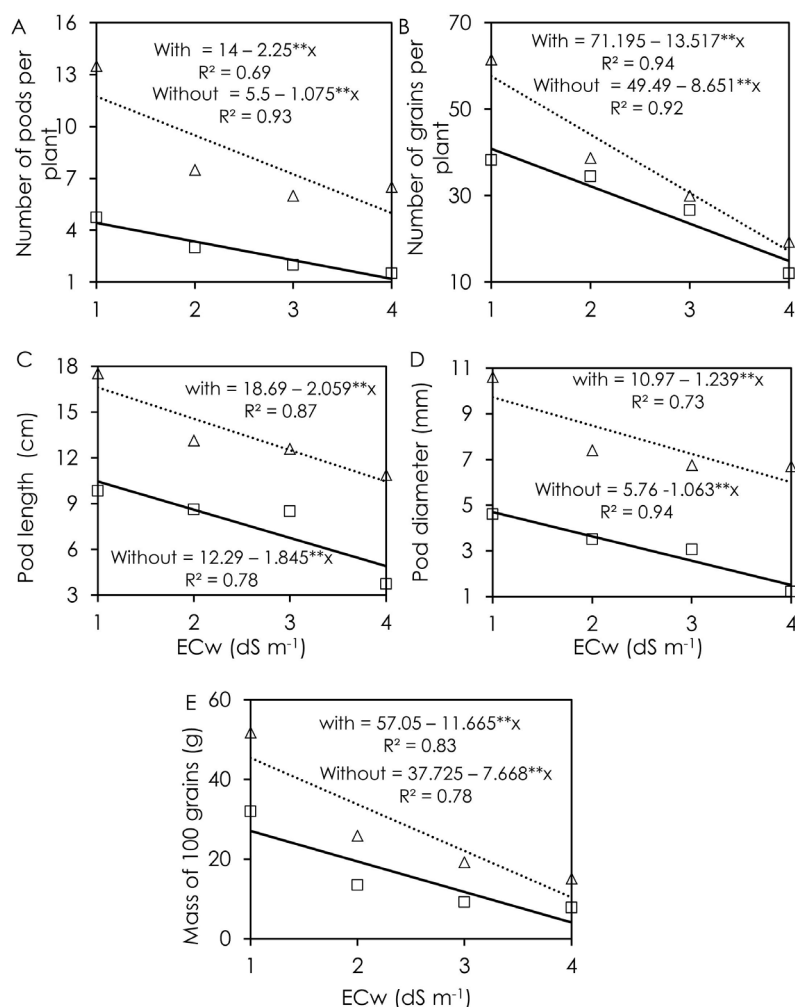 A
Number of pods per
plant
16
13
10
7
4
1
With = 14 – 2.25**x
R² = 0.69
Without = 5.5 – 1.075**x
R² = 0.93
1 2 3 4
B
Number of grains per
plant
70
50
30
10
With = 71.195 – 13.517**x
R² = 0.94
Without = 49.49 – 8.651**x
R² = 0.92
1 2 3 4
C
Pod length (cm)
18
15
12
9
6
3
with = 18.69 – 2.059**x
R² = 0.87
Without = 12.29 – 1.845**x
R² = 0.78
1 2 3 4
ECw (dS m⁻¹)
D
Pod diameter (mm)
11
9
7
5
3
1
with = 10.97 – 1.239**x
R² = 0.73
Without = 5.76 -1.063**x
R² = 0.94
1 2 3 4
ECw (dS m⁻¹)
E
Mass of 100 grains (g)
60
40
20
0
with = 57.05 – 11.665**x
R² = 0.83
Without = 37.725 – 7.668**x
R² = 0.78
1 2 3 4
ECw (dS m⁻¹)